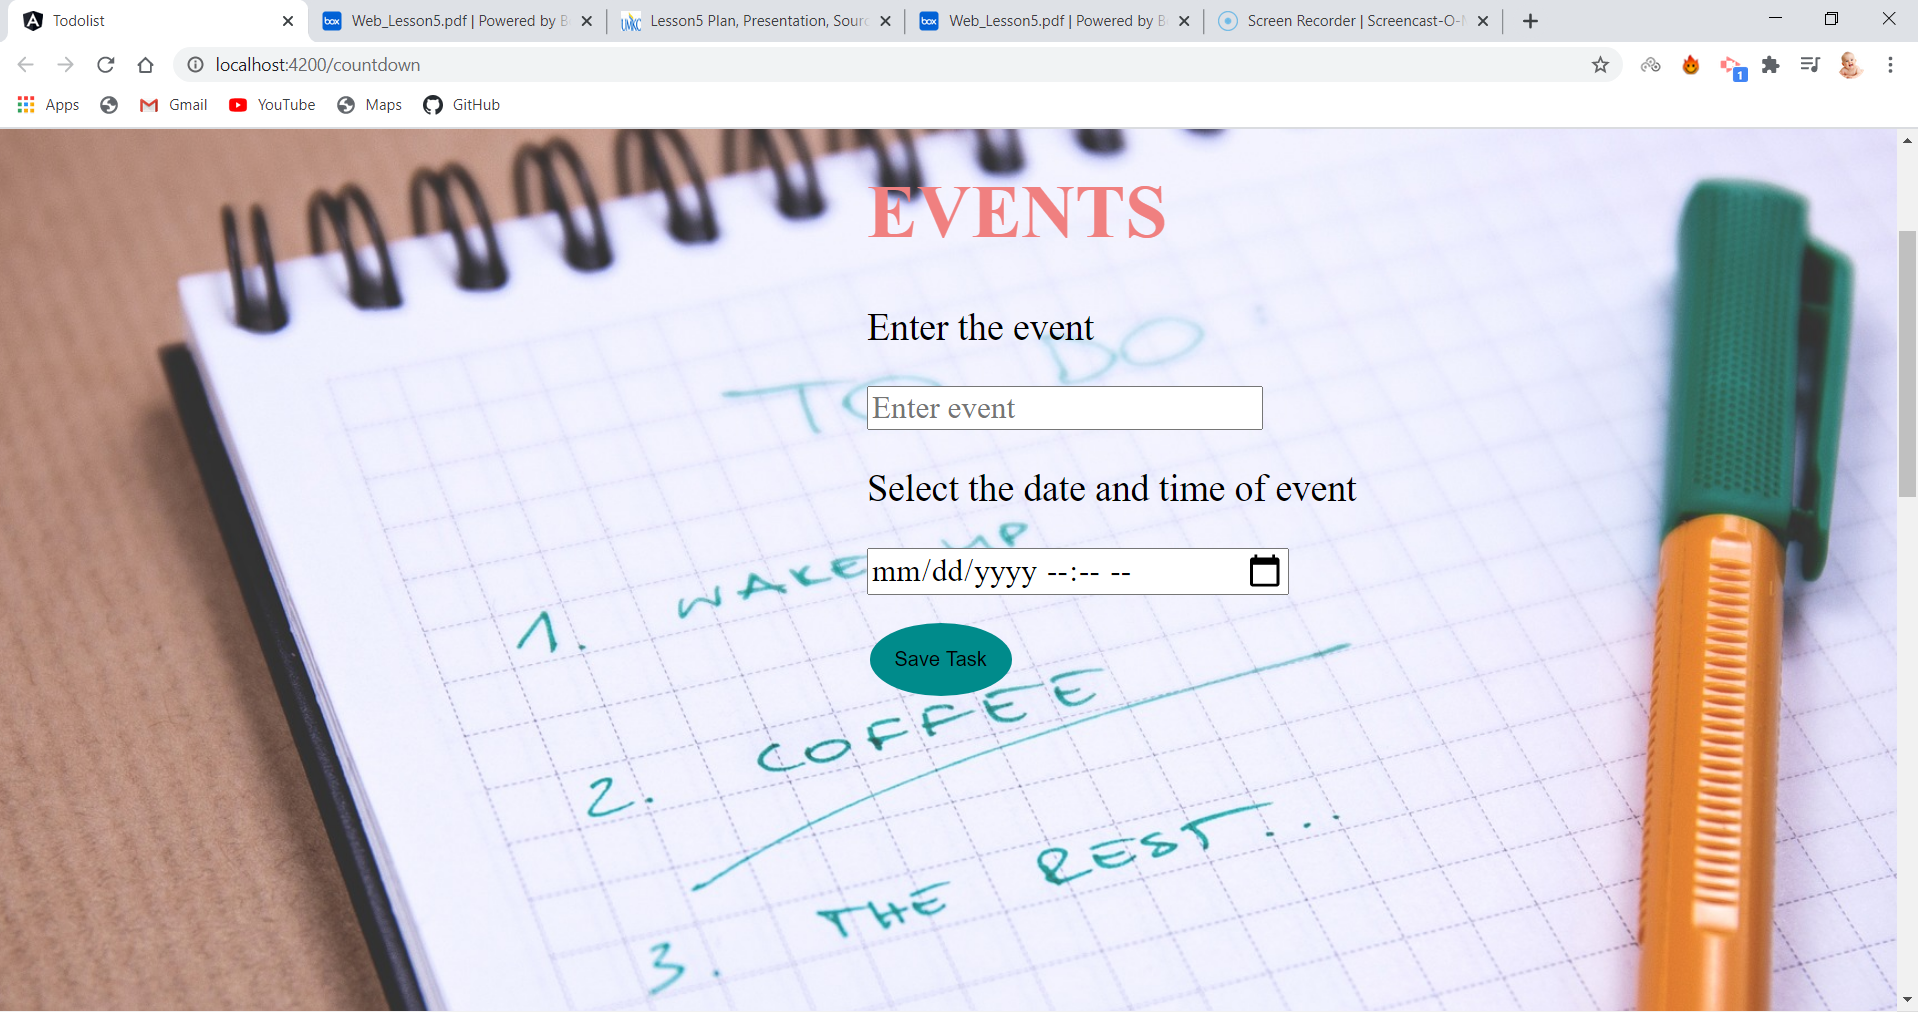 Todolist
Web_Lesson5.pdf | Powered by B
Lesson5 Plan, Presentation, Sour
Web_Lesson5.pdf | Powered by B
Screen Recorder | Screencast-O-
localhost:4200/countdown
1
Apps
Gmail
YouTube
Maps
GitHub
EVENTS
Enter the event
TO DO :
Enter event
Select the date and time of event
mm/dd/yyyy --:-- --
1. WAKE UP
Save Task
2. COFFEE
3. THE REST...